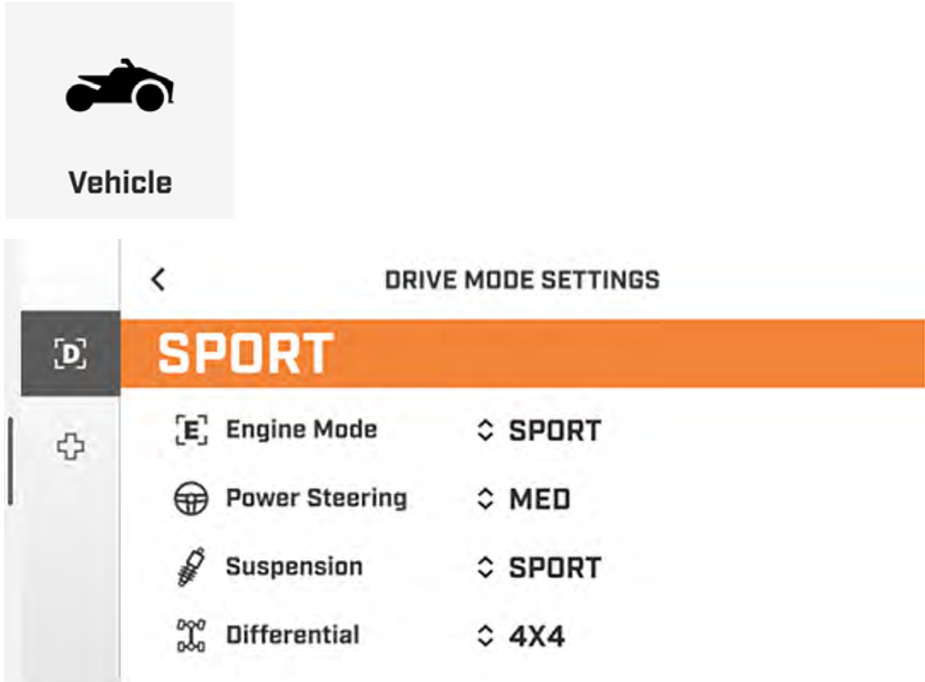 Vehicle
DRIVE MODE SETTINGS
D
SPORT
E Engine Mode SPORT
Power Steering MED
Suspension SPORT
Differential 4X4